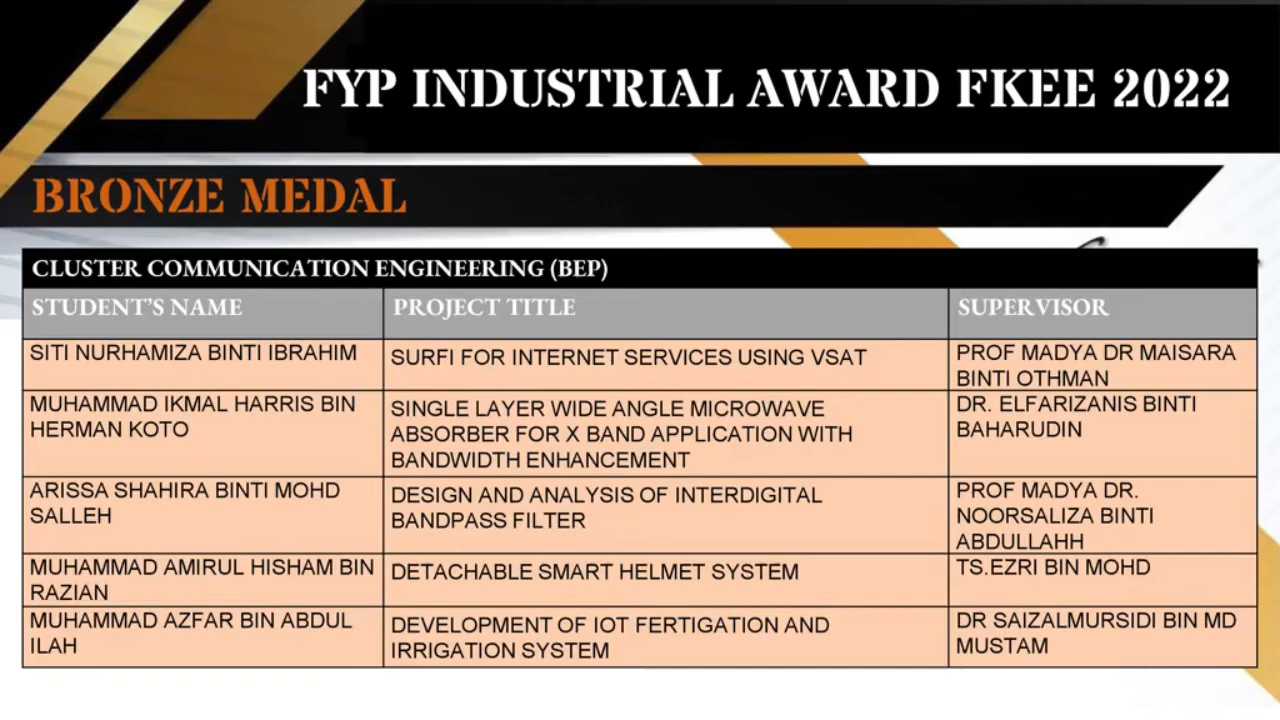 FYP INDUSTRIAL AWARD FKEE 2022
BRONZE MEDAL
CLUSTER COMMUNICATION ENGINEERING (BEP)
STUDENT'S NAME PROJECT TITLE SUPERVISOR
SITI NURHAMIZA BINTI IBRAHIM
SURFI FOR INTERNET SERVICES USING VSAT
PROF MADYA DR MAISARA
BINTI OTHMAN
MUHAMMAD IKMAL HARRIS BIN
HERMAN KOTO
SINGLE LAYER WIDE ANGLE MICROWAVE
ABSORBER FOR X BAND APPLICATION WITH
BANDWIDTH ENHANCEMENT
DR. ELFARIZANIS BINTI
BAHARUDIN
ARISSA SHAHIRA BINTI MOHD
SALLEH
DESIGN AND ANALYSIS OF INTERDIGITAL
BANDPASS FILTER
PROF MADYA DR.
NOORSALIZA BINTI
ABDULLAHH
MUHAMMAD AMIRUL HISHAM BIN
RAZIAN
DETACHABLE SMART HELMET SYSTEM
TS.EZRI BIN MOHD
MUHAMMAD AZFAR BIN ABDUL
ILAH
DEVELOPMENT OF IOT FERTIGATION AND
IRRIGATION SYSTEM
DR SAIZALMURSIDI BIN MD
MUSTAM